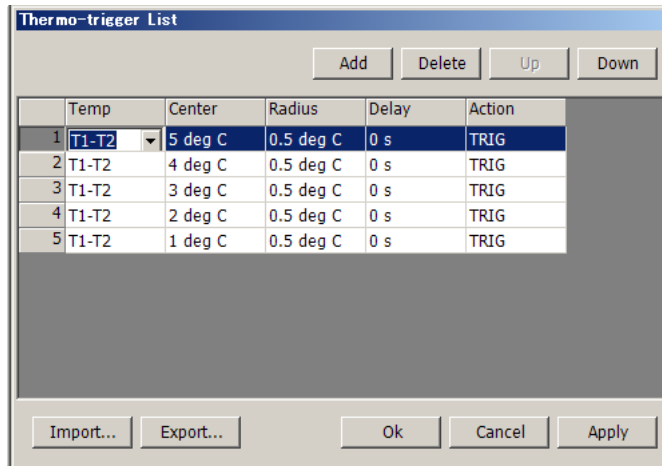 Thermo-trigger List
Add Delete Up Down
Temp Center Radius Delay Action
1 T1-T2 5 deg C 0.5 deg C 0 s TRIG
2 T1-T2 4 deg C 0.5 deg C 0 s TRIG
3 T1-T2 3 deg C 0.5 deg C 0 s TRIG
4 T1-T2 2 deg C 0.5 deg C 0 s TRIG
5 T1-T2 1 deg C 0.5 deg C 0 s TRIG
Import... Export... Ok Cancel Apply